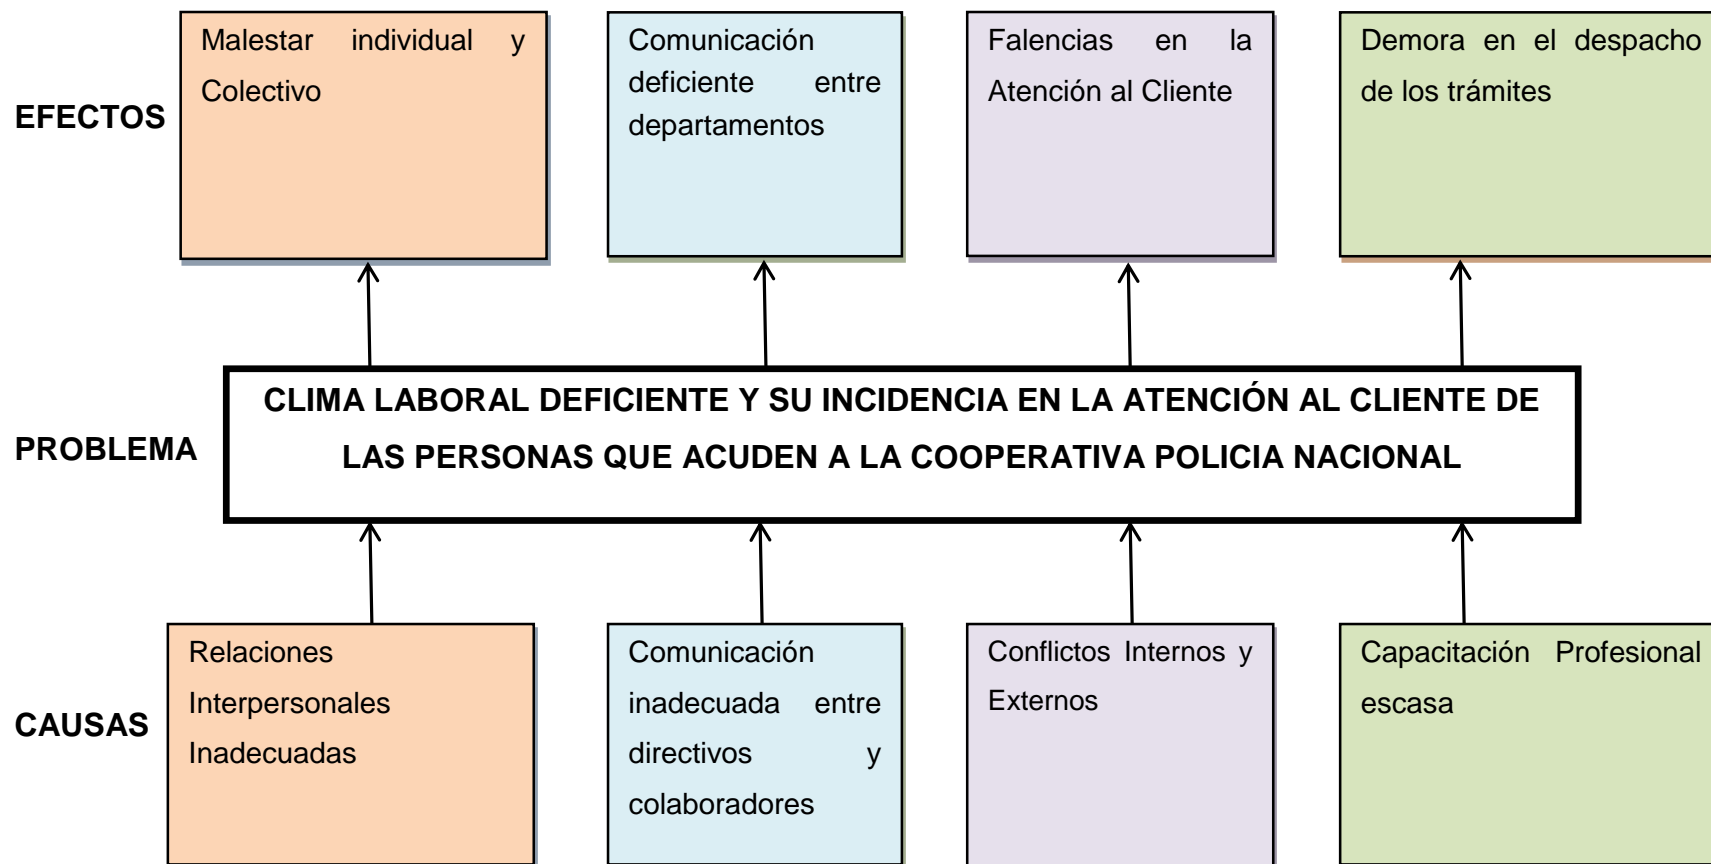 EFECTOS
Malestar individual y
Colectivo
Comunicación
deficiente entre
departamentos
Falencias en la
Atención al Cliente
Demora en el despacho
de los trámites
PROBLEMA
CLIMA LABORAL DEFICIENTE Y SU INCIDENCIA EN LA ATENCIÓN AL CLIENTE DE
LAS PERSONAS QUE ACUDEN A LA COOPERATIVA POLICIA NACIONAL
CAUSAS
Relaciones
Interpersonales
Inadecuadas
Comunicación
inadecuada entre
directivos y
colaboradores
Conflictos Internos y
Externos
Capacitación Profesional
escasa